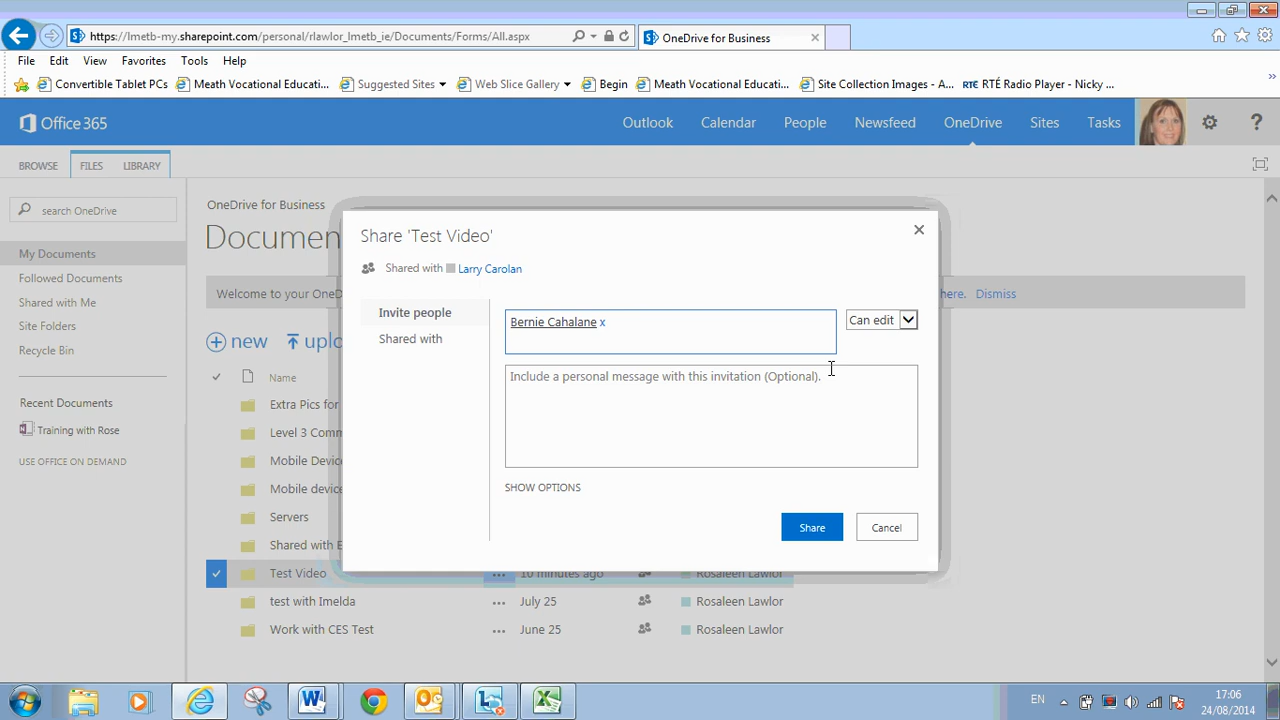 https://lmetb-my.sharepoint.com/personal/rlawlor_lmetb_ie/Documents/Forms/All.aspx
OneDrive for Business
File Edit View Favorites Tools Help
Convertible Tablet PCs Meath Vocational Educati... Suggested Sites Web Slice Gallery Begin Meath Vocational Educati... Site Collection Images - A... RTÉ RTÉ Radio Player - Nicky ...
Office 365
Outlook Calendar People Newsfeed OneDrive Sites Tasks
BROWSE FILES LIBRARY
search OneDrive
My Documents
Followed Documents
Shared with Me
Site Folders
Recycle Bin
Recent Documents
Training with Rose
USE OFFICE ON DEMAND
OneDrive for Business
Documen
Welcome to your OneD here. Dismiss
new uplo
Name
Extra Pics for
Level 3 Comm
Mobile Devic
Mobile device
Servers
Shared with E
Test Video 10 minutes ago Rosaleen Lawlor
test with Imelda July 25 Rosaleen Lawlor
Work with CES Test June 25 Rosaleen Lawlor
Share 'Test Video'
Shared with Larry Carolan
Invite people
Shared with
Bernie Cahalane x
Can edit
Include a personal message with this invitation (Optional).
SHOW OPTIONS
Share Cancel
EN
17:06
24/08/2014